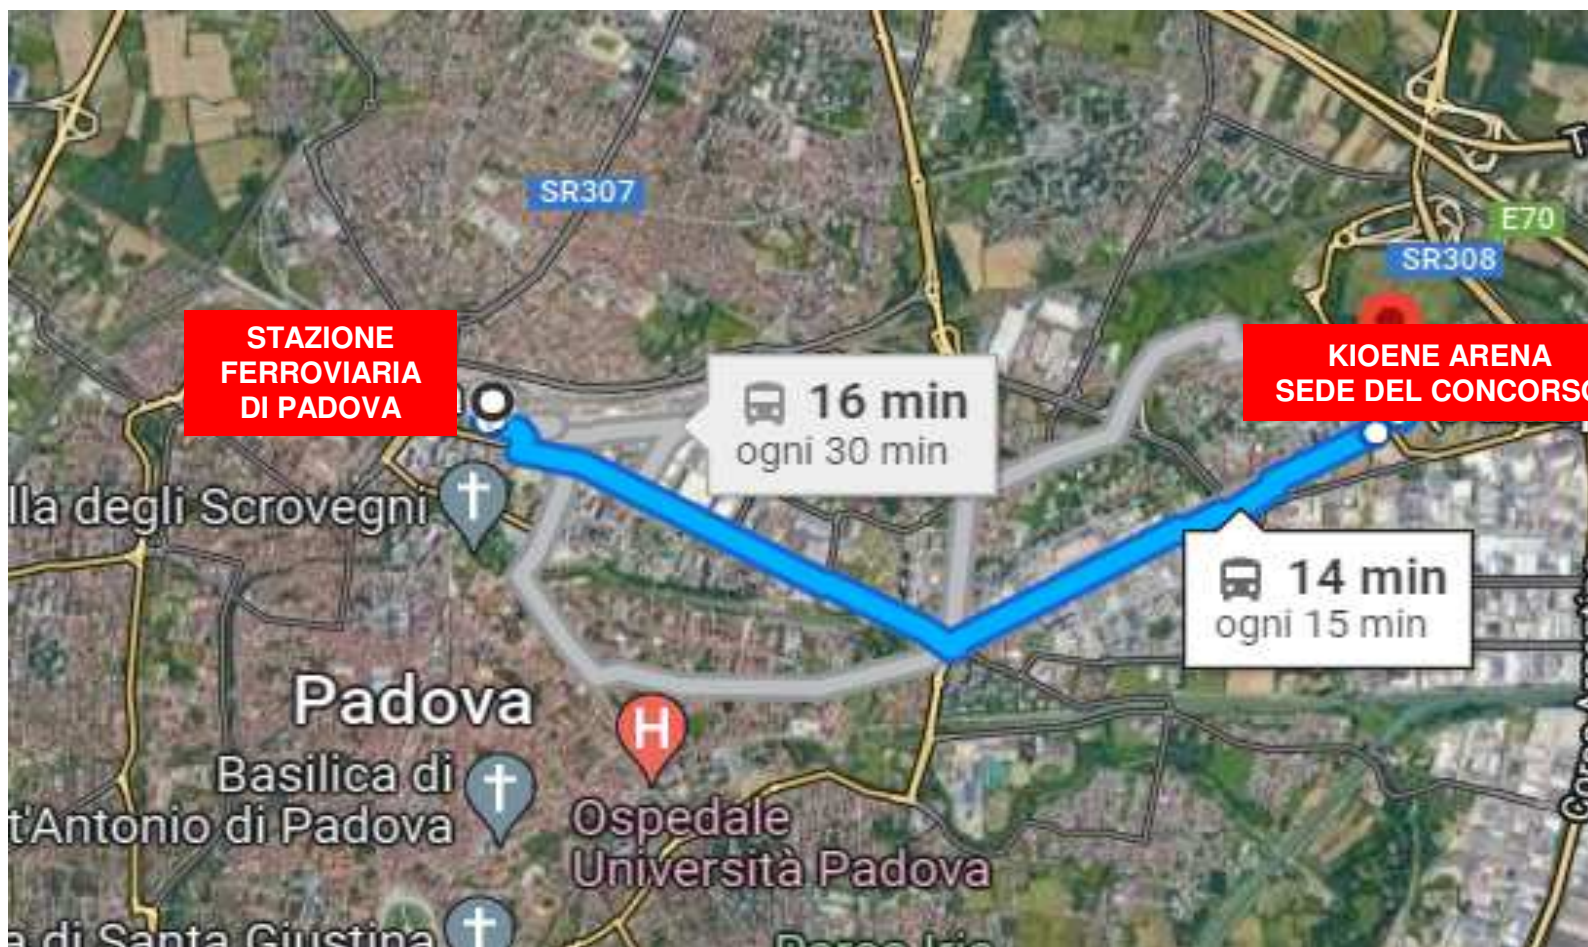 SR307
E70
SR308
STAZIONE
FERROVIARIA
DI PADOVA
KIOENE ARENA
SEDE DEL CONCORSO
16 min
ogni 30 min
lla degli Scrovegni
14 min
ogni 15 min
Padova
H
Basilica di
t'Antonio di Padova
Ospedale
Università Padova
a di Santa Giustina